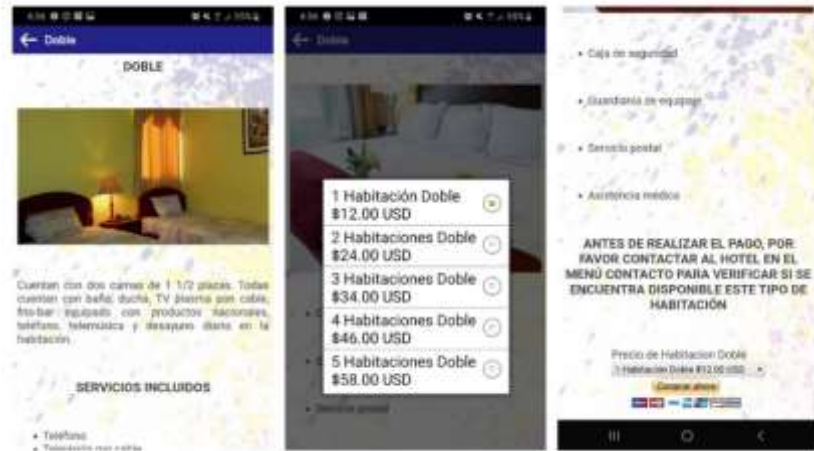 Doble
DOBLE
Cuentan con dos camas de 1 1/2 plazas. Todas
cuentan con baño, ducha, TV plasma con cable,
frio-bar equipado con productos nacionales,
teléfono, telemúsica y desayuno diario en la
habitación.
SERVICIOS INCLUIDOS
• Teléfono
• Televisión por cable
Doble
1 Habitación Doble
$12.00 USD
2 Habitaciones Doble
$24.00 USD
3 Habitaciones Doble
$34.00 USD
4 Habitaciones Doble
$46.00 USD
5 Habitaciones Doble
$58.00 USD
• Servicio postal
• Caja de seguridad
• Guardianía de equipaje
• Servicio postal
• Asistencia médica
ANTES DE REALIZAR EL PAGO, POR
FAVOR CONTACTAR AL HOTEL EN EL
MENÚ CONTACTO PARA VERIFICAR SI SE
ENCUENTRA DISPONIBLE ESTE TIPO DE
HABITACIÓN
Precio de Habitacion Doble
1 Habitación Doble $12.00 USD
Comprar ahora